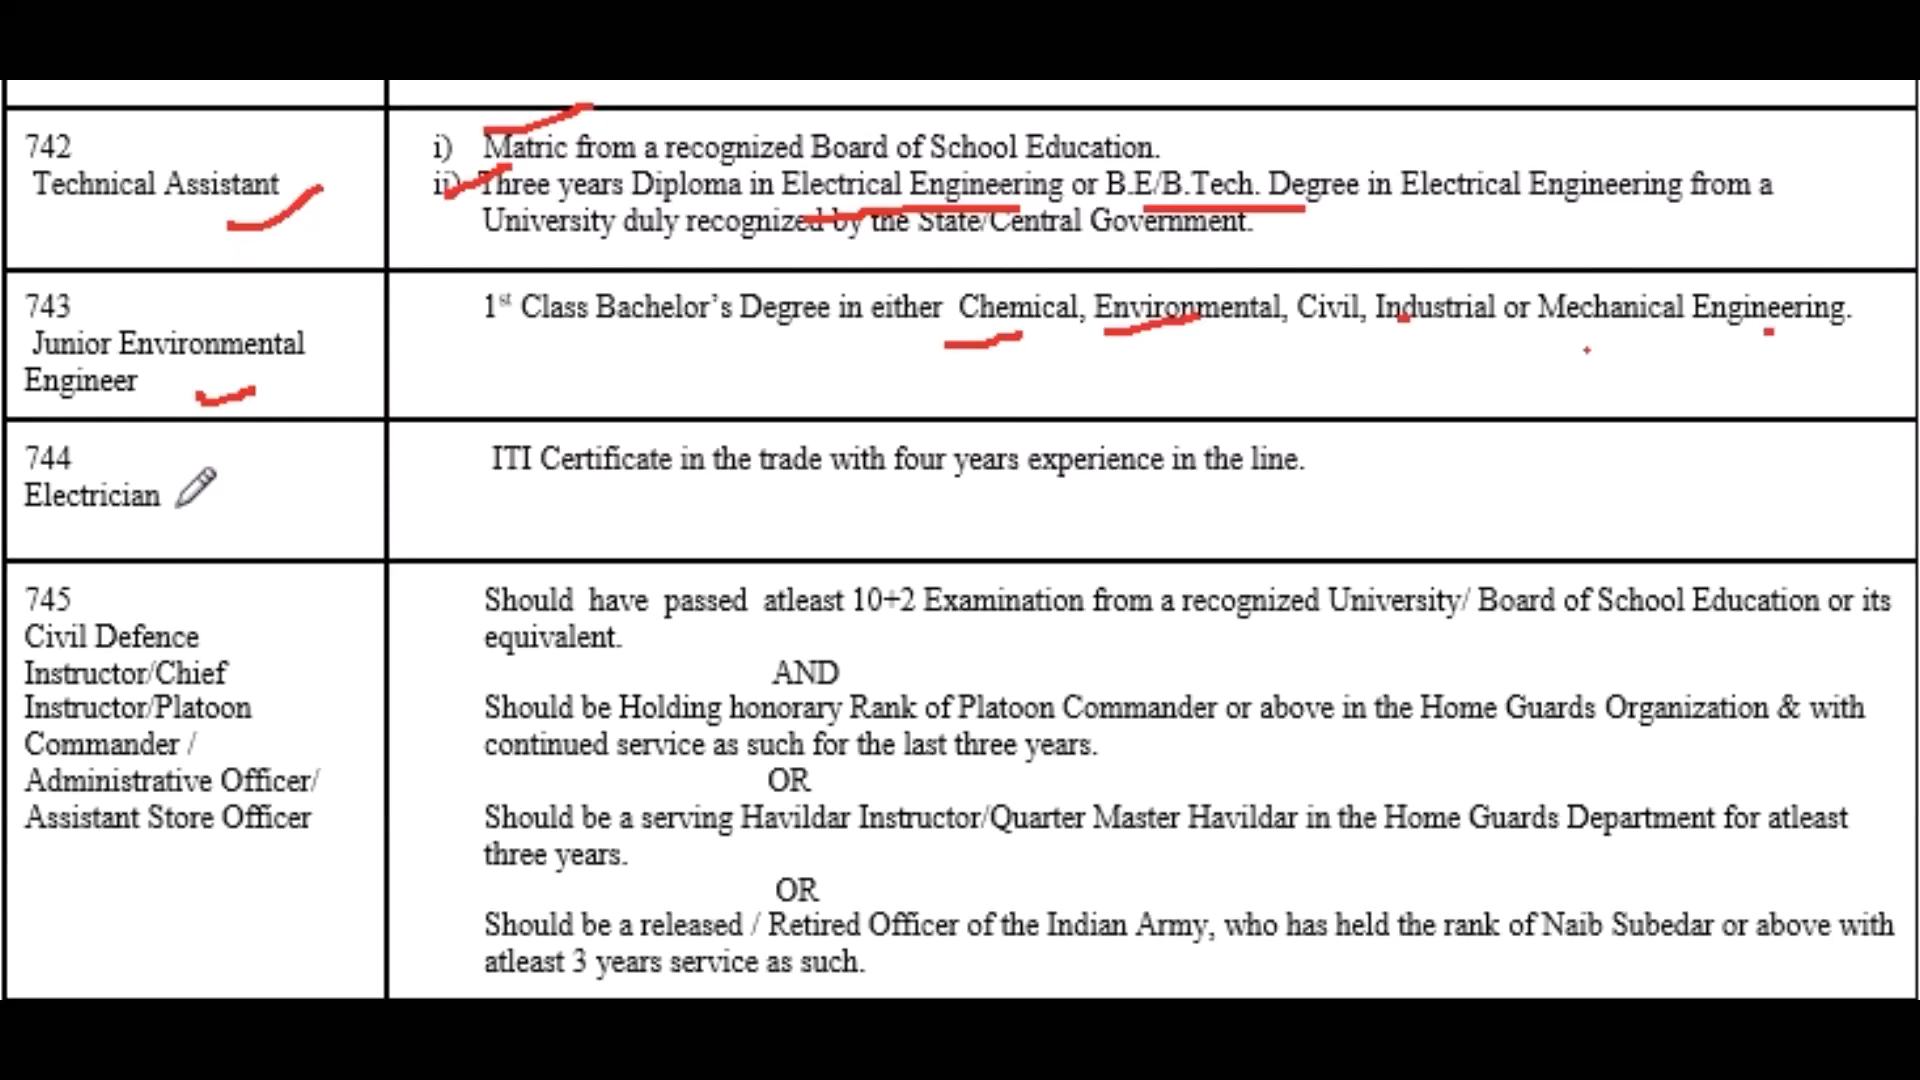 742
Technical Assistant
i) Matric from a recognized Board of School Education.
ii) Three years Diploma in Electrical Engineering or B.E/B.Tech. Degree in Electrical Engineering from a
University duly recognized by the State/Central Government.
743
Junior Environmental
Engineer
1st Class Bachelor’s Degree in either Chemical, Environmental, Civil, Industrial or Mechanical Engineering.
744
Electrician
ITI Certificate in the trade with four years experience in the line.
745
Civil Defence
Instructor/Chief
Instructor/Platoon
Commander /
Administrative Officer/
Assistant Store Officer
Should have passed atleast 10+2 Examination from a recognized University/ Board of School Education or its
equivalent.
AND
Should be Holding honorary Rank of Platoon Commander or above in the Home Guards Organization & with
continued service as such for the last three years.
OR
Should be a serving Havildar Instructor/Quarter Master Havildar in the Home Guards Department for atleast
three years.
OR
Should be a released / Retired Officer of the Indian Army, who has held the rank of Naib Subedar or above with
atleast 3 years service as such.